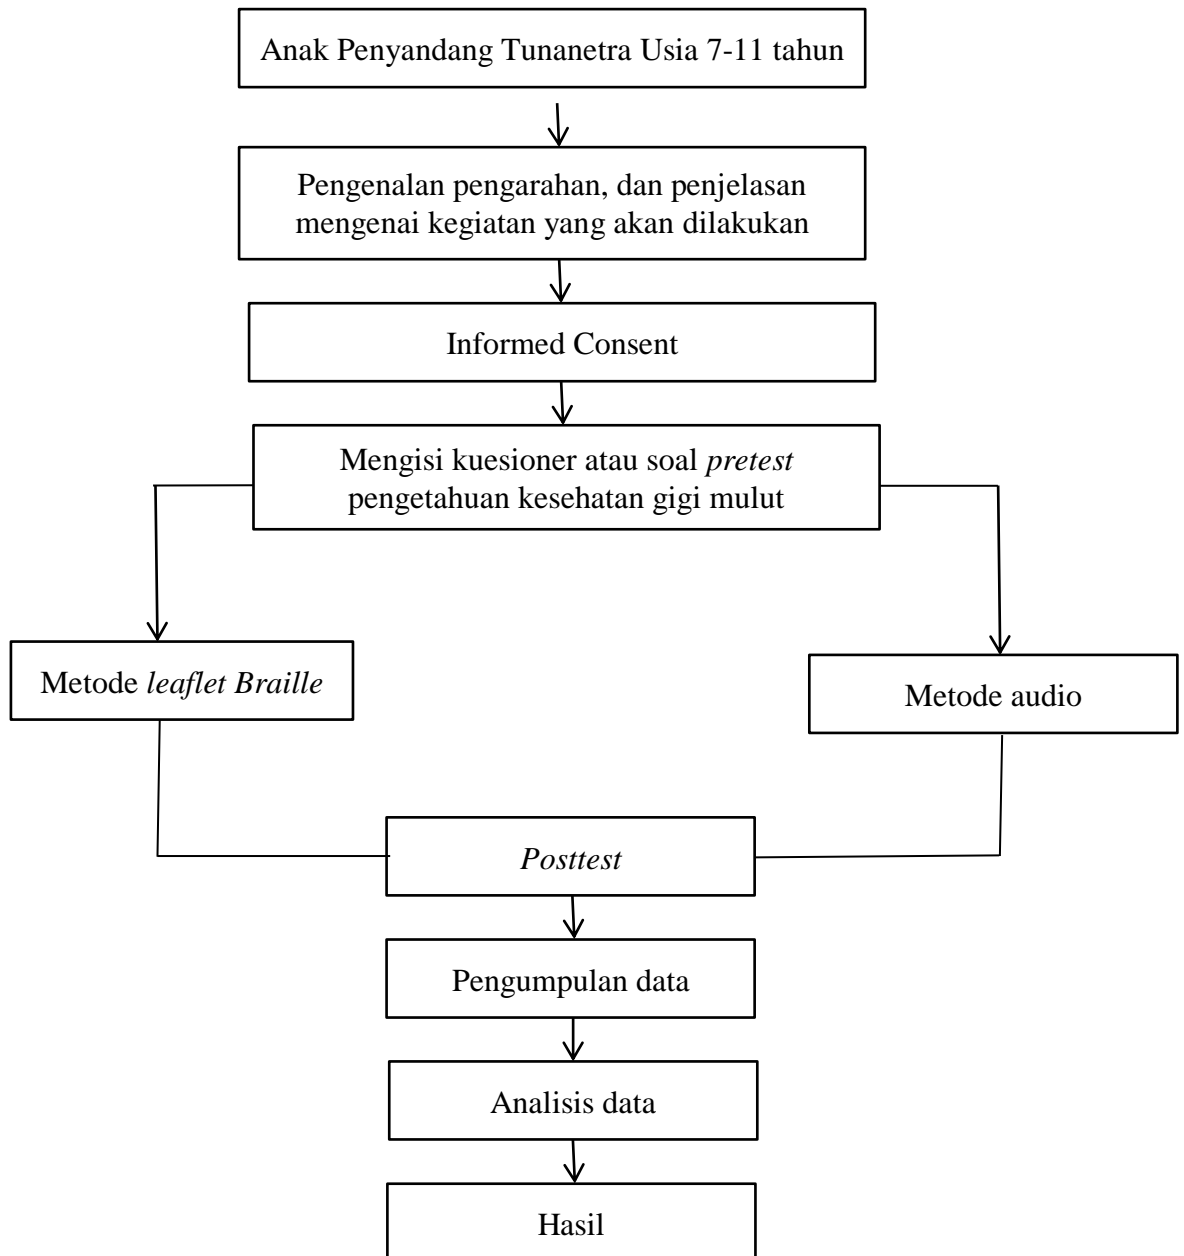 Anak Penyandang Tunanetra Usia 7-11 tahun
Pengenalan pengarahan, dan penjelasan
mengenai kegiatan yang akan dilakukan
Informed Consent
Mengisi kuesioner atau soal pretest
pengetahuan kesehatan gigi mulut
Metode leaflet Braille
Metode audio
Posttest
Pengumpulan data
Analisis data
Hasil